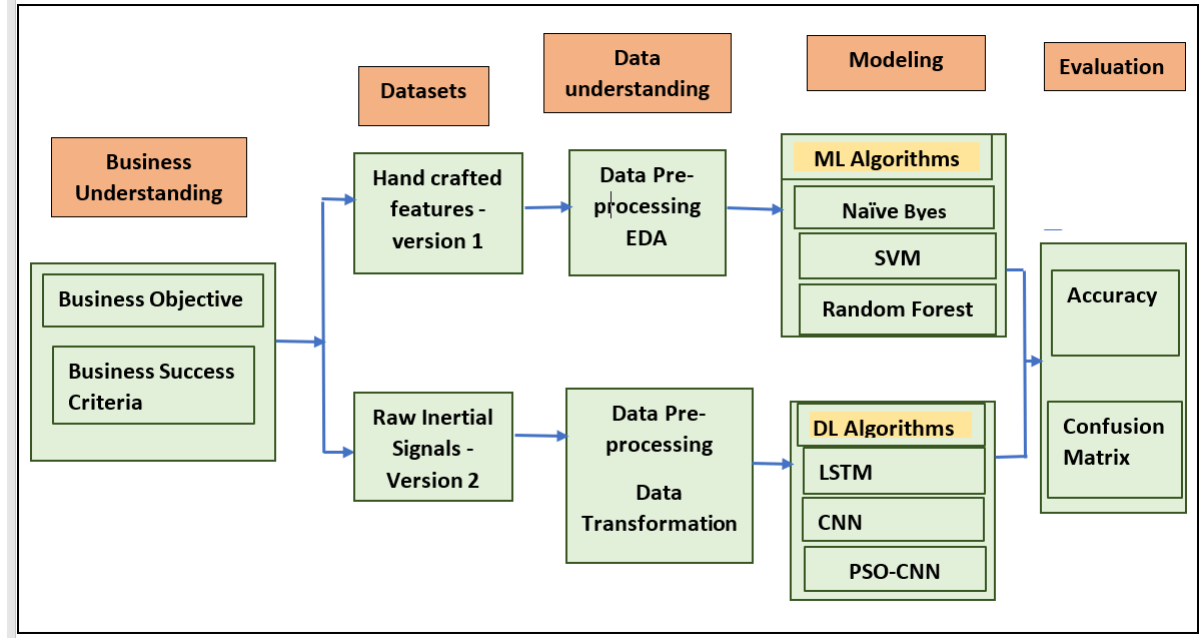 Business
Understanding
Datasets
Data
understanding
Modeling
Evaluation
Business Objective
Business Success
Criteria
Hand crafted
features -
version 1
Data Pre-
processing
EDA
ML Algorithms
Naïve Byes
SVM
Random Forest
Raw Inertial
Signals -
Version 2
Data Pre-
processing
Data
Transformation
DL Algorithms
LSTM
CNN
PSO-CNN
Accuracy
Confusion
Matrix